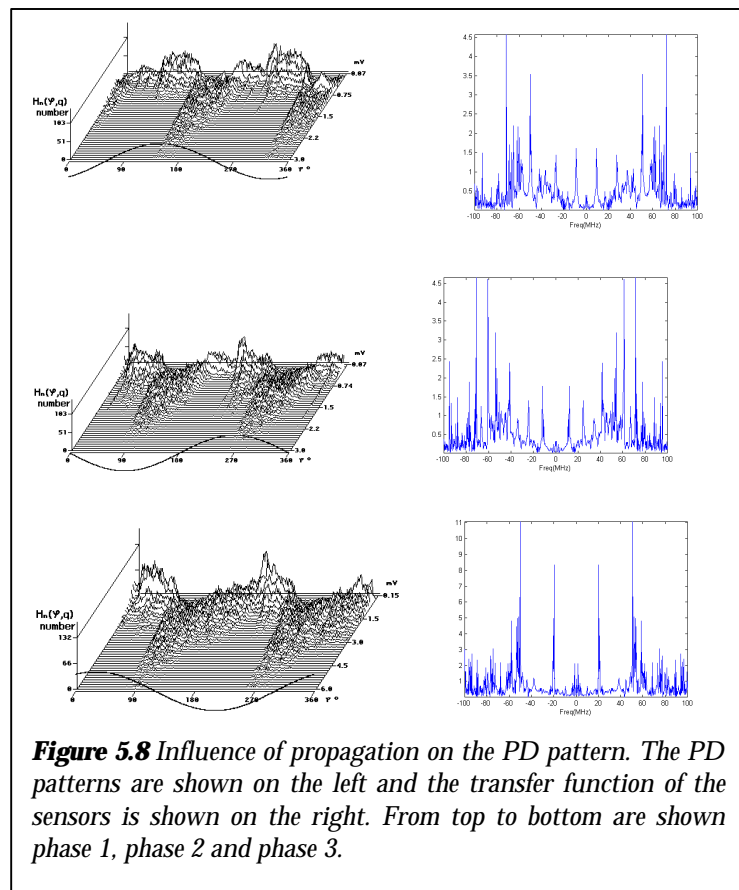 mV
0.07
0.75
1.5
2.2
3.0
Hn(φ,q)
number
103
51
0
0 90 180 270 360 φ °
4.5
4
3.5
3
2.5
2
1.5
1
0.5
-100 -80 -60 -40 -20 0 20 40 60 80 100
Freq(MHz)
mV
0.07
0.74
1.5
2.2
3.0
Hn(φ,q)
number
103
51
0
0 90 180 270 360 φ °
4.5
4
3.5
3
2.5
2
1.5
1
0.5
-100 -80 -60 -40 -20 0 20 40 60 80 100
Freq(MHz)
mV
0.15
1.5
3.0
4.5
6.0
Hn(φ,q)
number
132
66
0
0 90 180 270 360 φ °
11
10
9
8
7
6
5
4
3
2
1
-100 -80 -60 -40 -20 0 20 40 60 80 100
Freq(MHz)
Figure 5.8 Influence of propagation on the PD pattern. The PD
patterns are shown on the left and the transfer function of the
sensors is shown on the right. From top to bottom are shown
phase 1, phase 2 and phase 3.